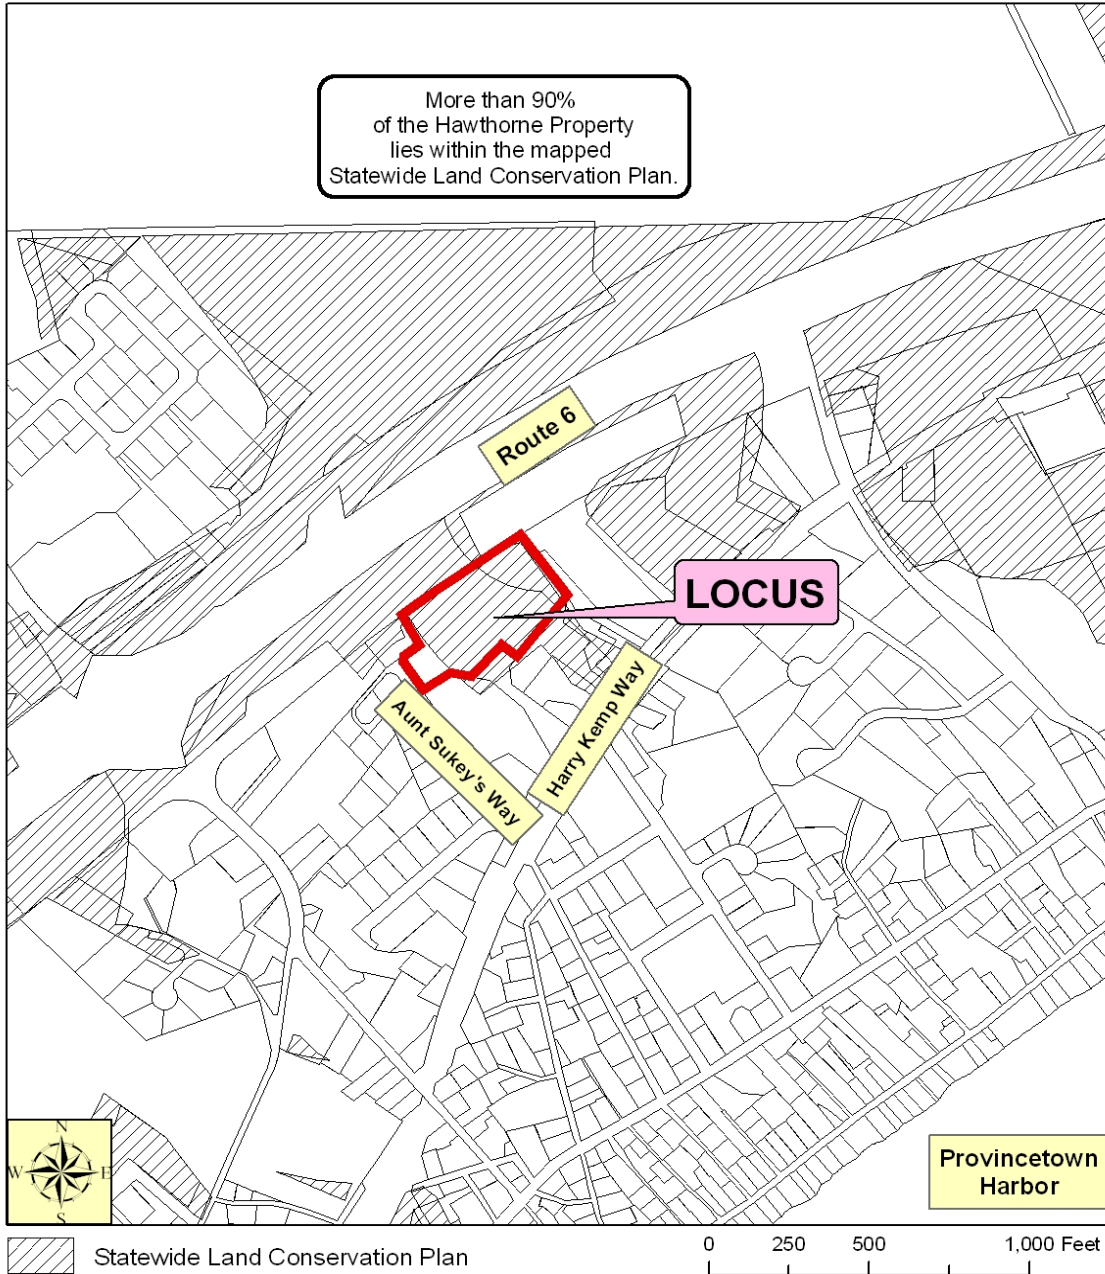 More than 90%
of the Hawthorne Property
lies within the mapped
Statewide Land Conservation Plan.
Route 6
LOCUS
Aunt Sukey's Way
Harry Kemp Way
N
W E
S
Provincetown
Harbor
Statewide Land Conservation Plan
0 250 500 1,000 Feet